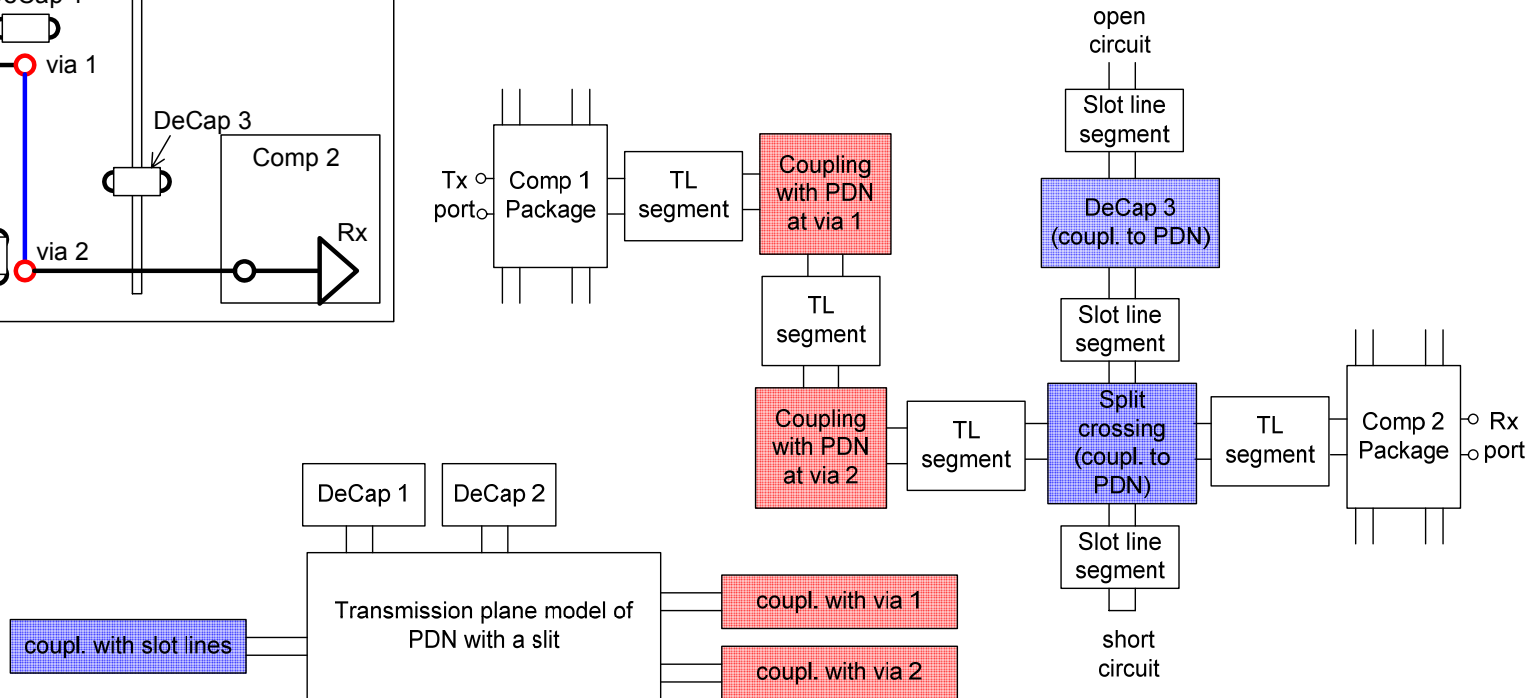 via 1
DeCap 3
Comp 2
via 2
Rx
Tx
port
Comp 1
Package
TL
segment
Coupling
with PDN
at via 1
TL
segment
Coupling
with PDN
at via 2
TL
segment
open
circuit
Slot line
segment
DeCap 3
(coupl. to PDN)
Slot line
segment
Split
crossing
(coupl. to
PDN)
Slot line
segment
short
circuit
TL
segment
Comp 2
Package
Rx
port
DeCap 1
DeCap 2
Transmission plane model of
PDN with a slit
coupl. with slot lines
coupl. with via 1
coupl. with via 2